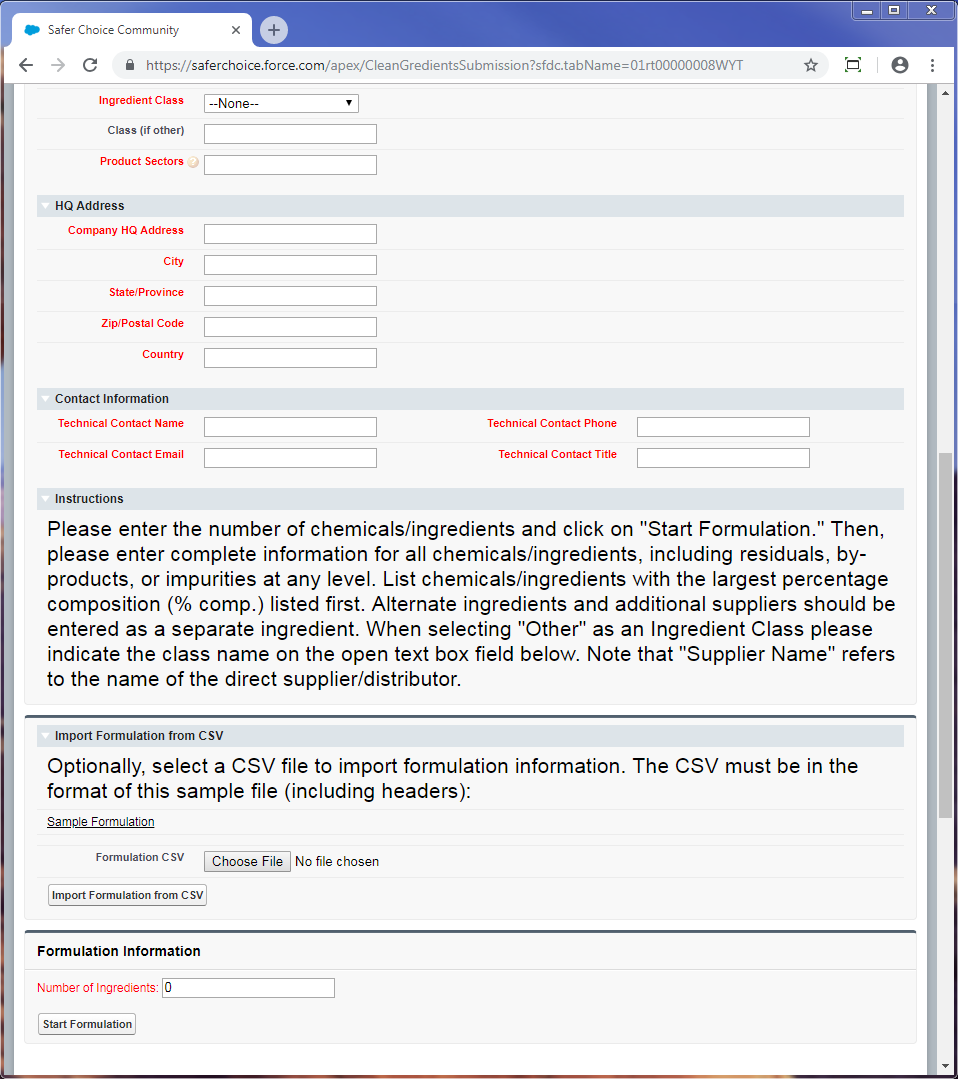 Safer Choice Community
https://saferchoice.force.com/apex/CleanGredientsSubmission?sfdc.tabName=01rt00000008WYT
Ingredient Class --None--
Class (if other)
Product Sectors ?
HQ Address
Company HQ Address
City
State/Province
Zip/Postal Code
Country
Contact Information
Technical Contact Name Technical Contact Phone
Technical Contact Email Technical Contact Title
Instructions
Please enter the number of chemicals/ingredients and click on "Start Formulation." Then,
please enter complete information for all chemicals/ingredients, including residuals, by-
products, or impurities at any level. List chemicals/ingredients with the largest percentage
composition (% comp.) listed first. Alternate ingredients and additional suppliers should be
entered as a separate ingredient. When selecting "Other" as an Ingredient Class please
indicate the class name on the open text box field below. Note that "Supplier Name" refers
to the name of the direct supplier/distributor.
Import Formulation from CSV
Optionally, select a CSV file to import formulation information. The CSV must be in the
format of this sample file (including headers):
Sample Formulation
Formulation CSV Choose File No file chosen
Import Formulation from CSV
Formulation Information
Number of Ingredients: 0
Start Formulation